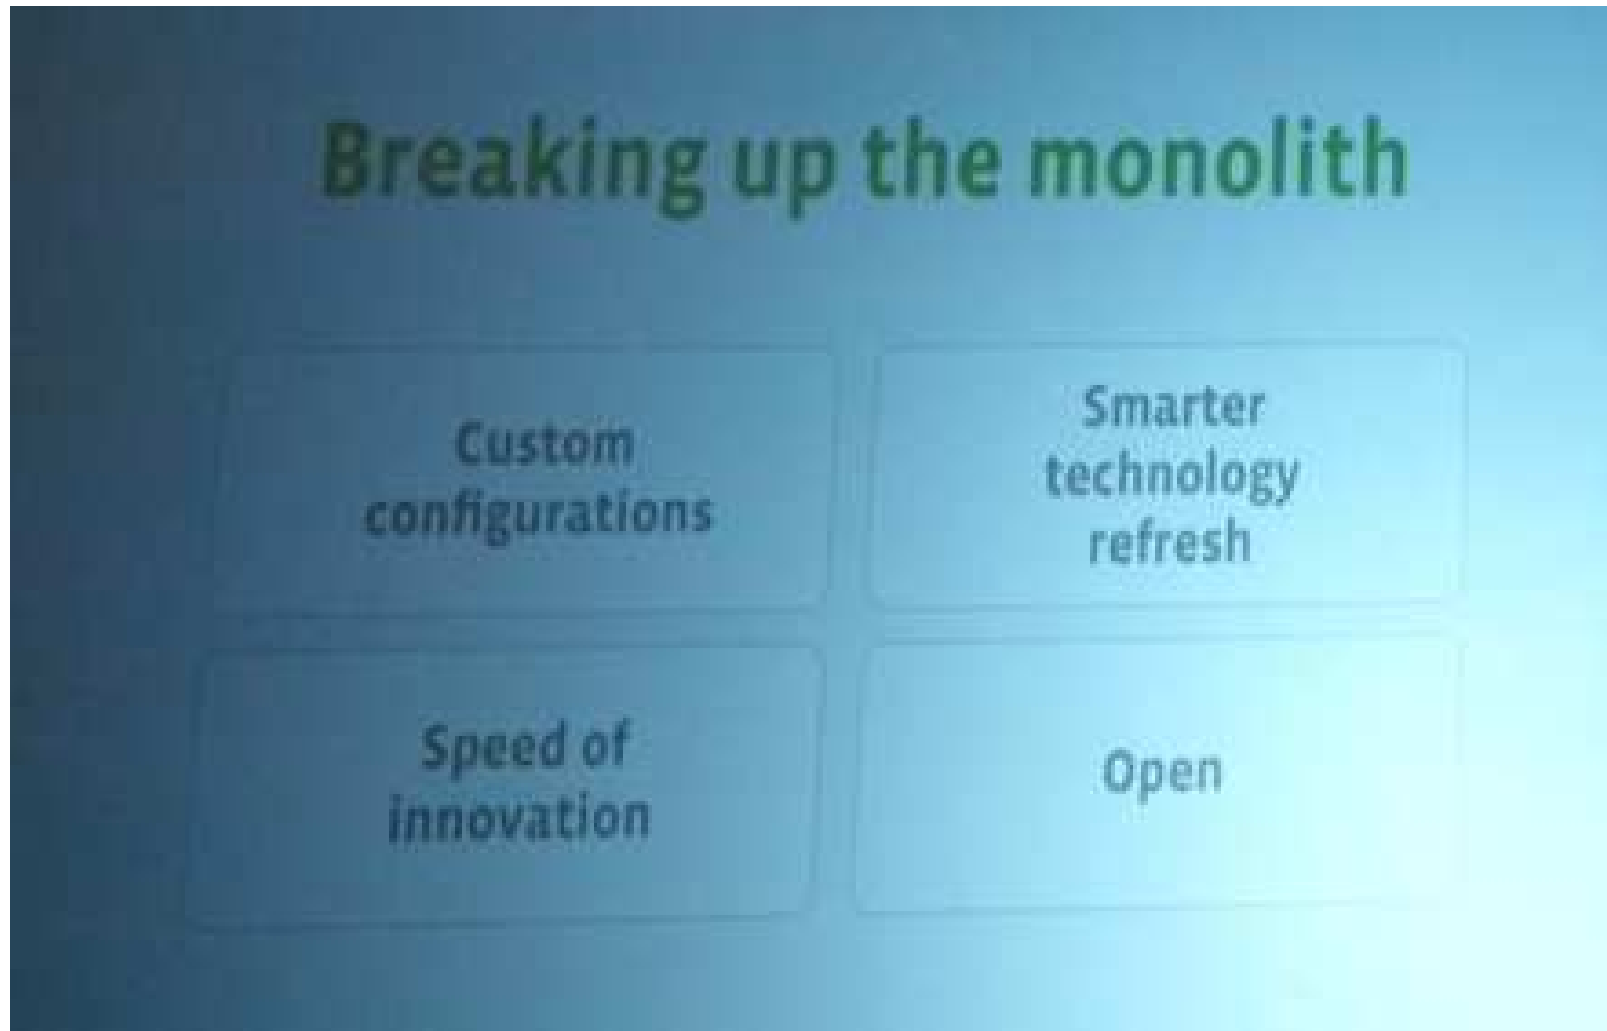 Breaking up the monolith
Custom
configurations
Smarter
technology
refresh
Speed of
innovation
Open